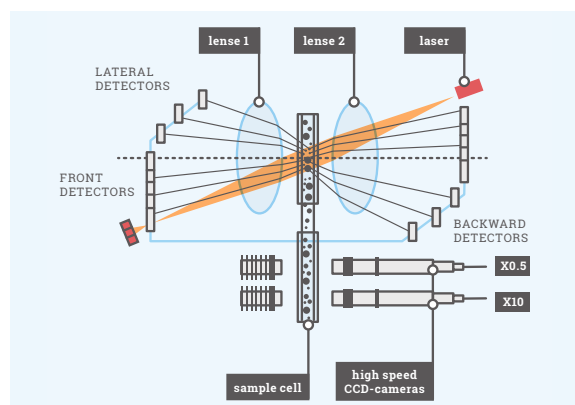 lense 1
lense 2
laser
LATERAL
DETECTORS
FRONT
DETECTORS
BACKWARD
DETECTORS
X0.5
X10
sample cell
high speed
CCD-cameras